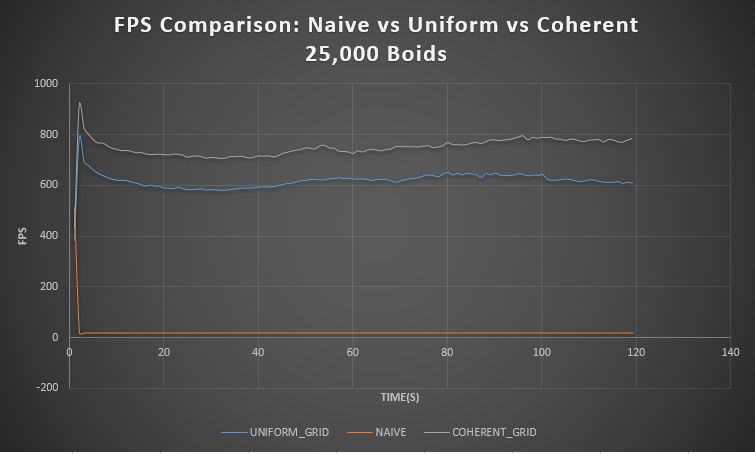 FPS Comparison: Naive vs Uniform vs Coherent
25,000 Boids
1000
800
600
400
200
0
-200
FPS
0 20 40 60 80 100 120 140
TIME(S)
UNIFORM_GRID NAIVE COHERENT_GRID